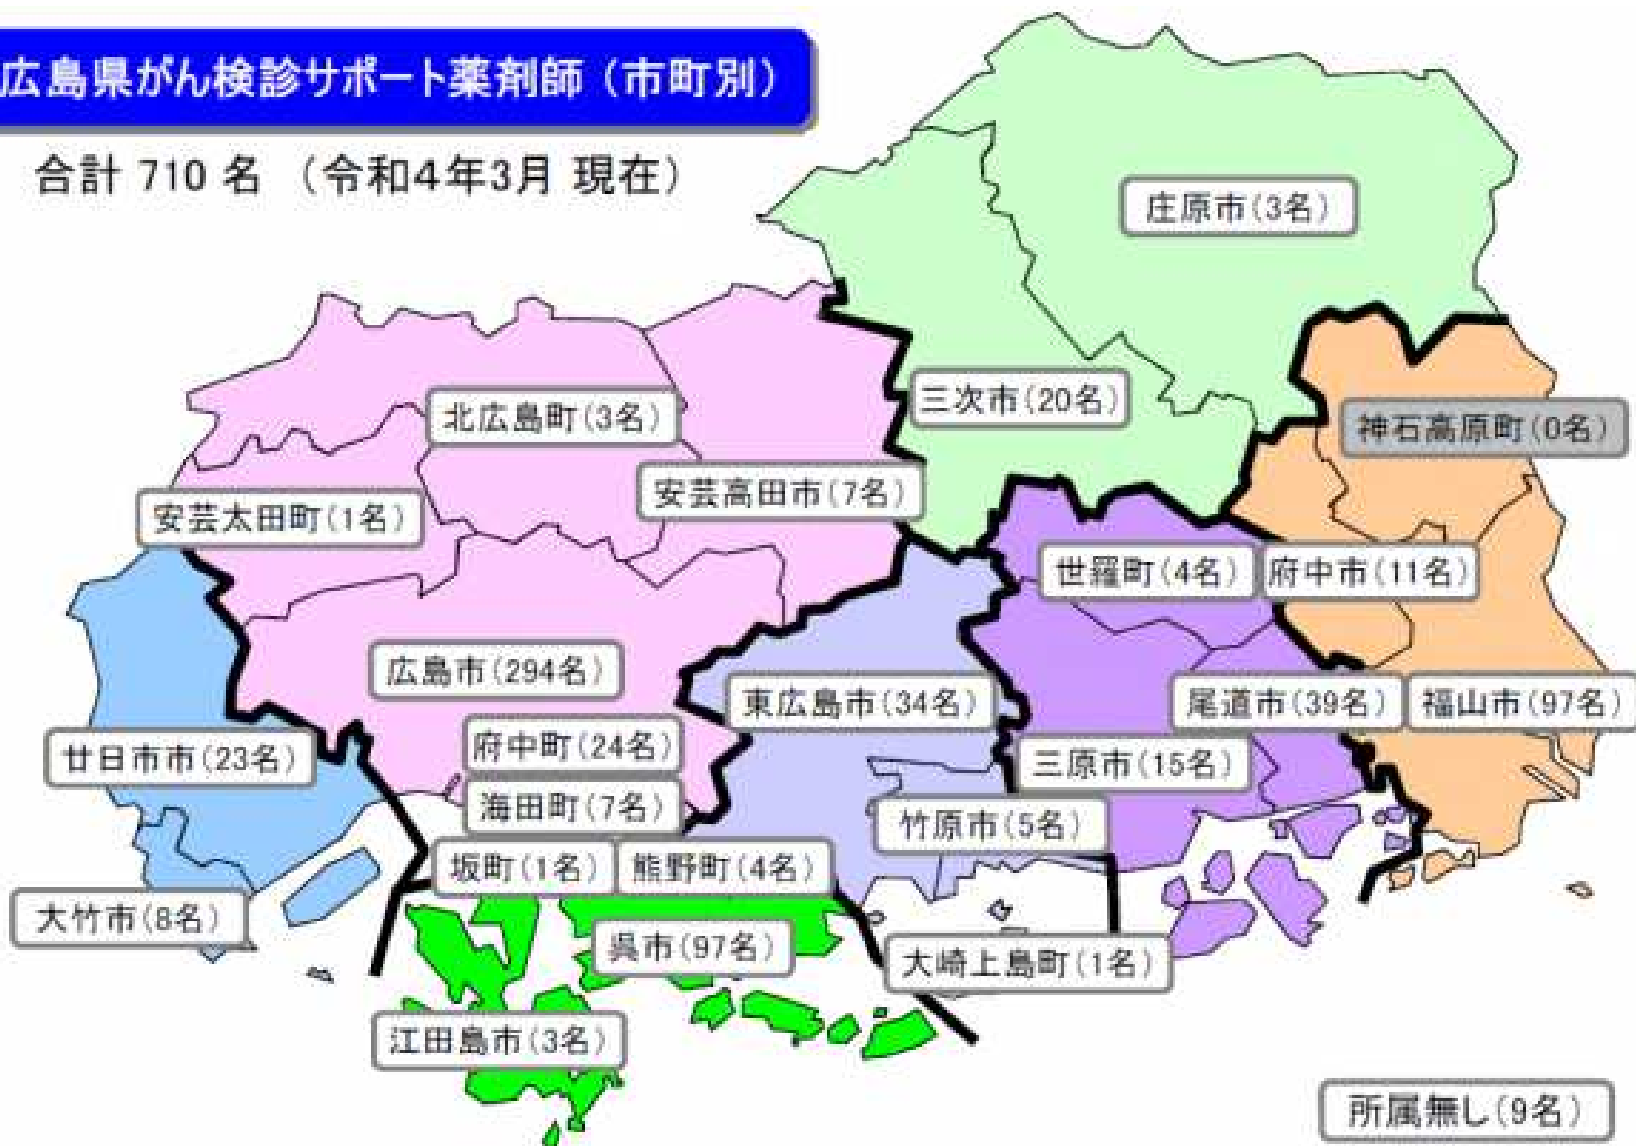 広島県がん検診サポート薬剤師（市町別）
合計 710 名 （令和4年3月 現在）
庄原市(3名)
三次市(20名)
北広島町(3名)
神石高原町(0名)
安芸高田市(7名)
安芸太田町(1名)
世羅町(4名)
府中市(11名)
広島市(294名)
東広島市(34名)
尾道市(39名)
福山市(97名)
府中町(24名)
廿日市市(23名)
三原市(15名)
海田町(7名)
竹原市(5名)
坂町(1名)
熊野町(4名)
大竹市(8名)
呉市(97名)
大崎上島町(1名)
江田島市(3名)
所属無し(9名)